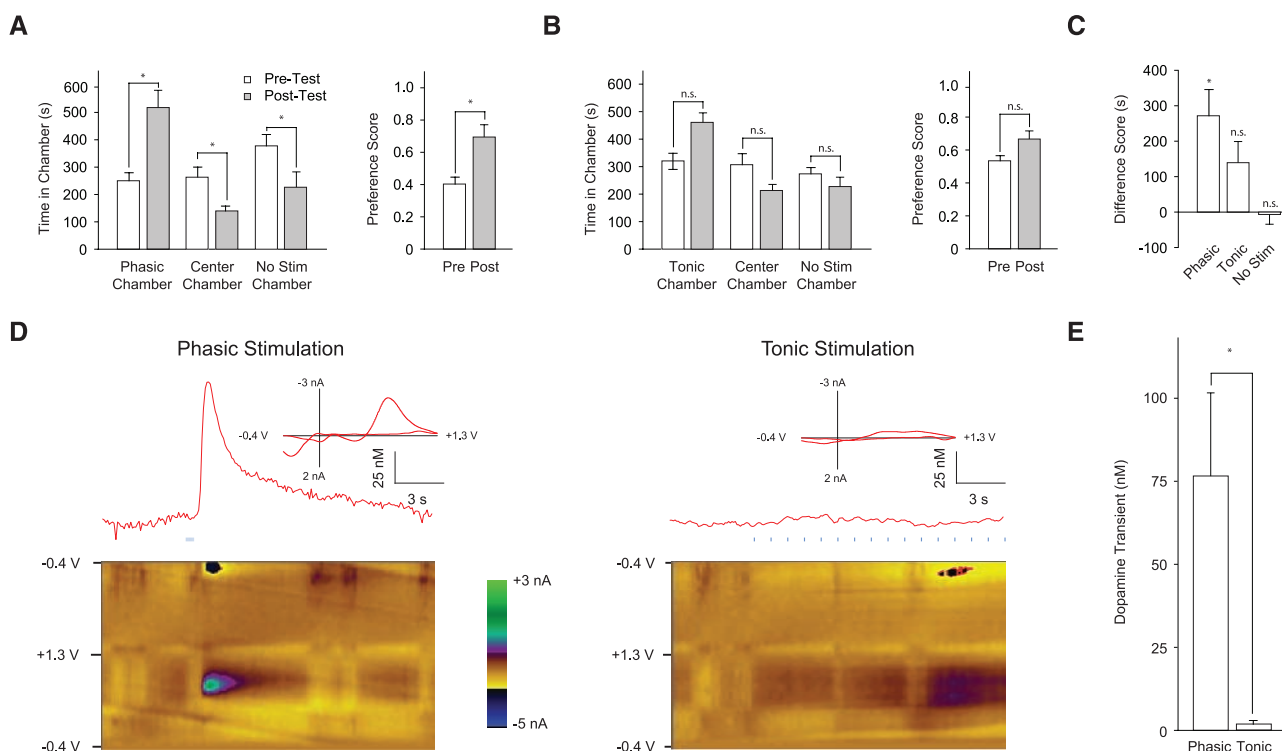 A
Time in Chamber (s)
600
500
400
300
200
100
0
*
*
*
Pre-Test
Post-Test
Phasic
Chamber
Center
Chamber
No Stim
Chamber
Preference Score
1.0
0.8
0.6
0.4
0.2
0.0
*
Pre Post
B
Time in Chamber (s)
600
500
400
300
200
100
0
n.s.
n.s.
n.s.
Tonic
Chamber
Center
Chamber
No Stim
Chamber
Preference Score
1.0
0.8
0.6
0.4
0.2
0
n.s.
Pre Post
C
Difference Score (s)
400
300
200
100
0
-100
*
n.s.
n.s.
Phasic
Tonic
No Stim
D
Phasic Stimulation
-3 nA
-0.4 V
+1.3 V
2 nA
25 nM
3 s
-0.4 V
+1.3 V
-0.4 V
+3 nA
-5 nA
Tonic Stimulation
-3 nA
-0.4 V
+1.3 V
2 nA
25 nM
3 s
-0.4 V
+1.3 V
-0.4 V
E
Dopamine Transient (nM)
100
75
50
25
0
*
Phasic Tonic